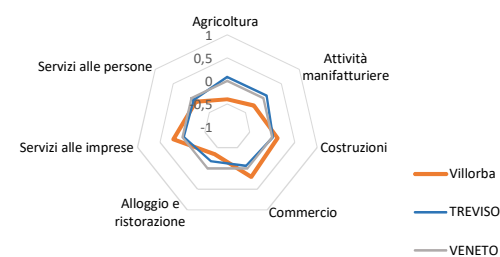 Agricoltura
Attività
manifatturiere
Costruzioni
Commercio
Alloggio e
ristorazione
Servizi alle imprese
Servizi alle persone
1
0,5
0
-0,5
-1
Villorba
TREVISO
VENETO